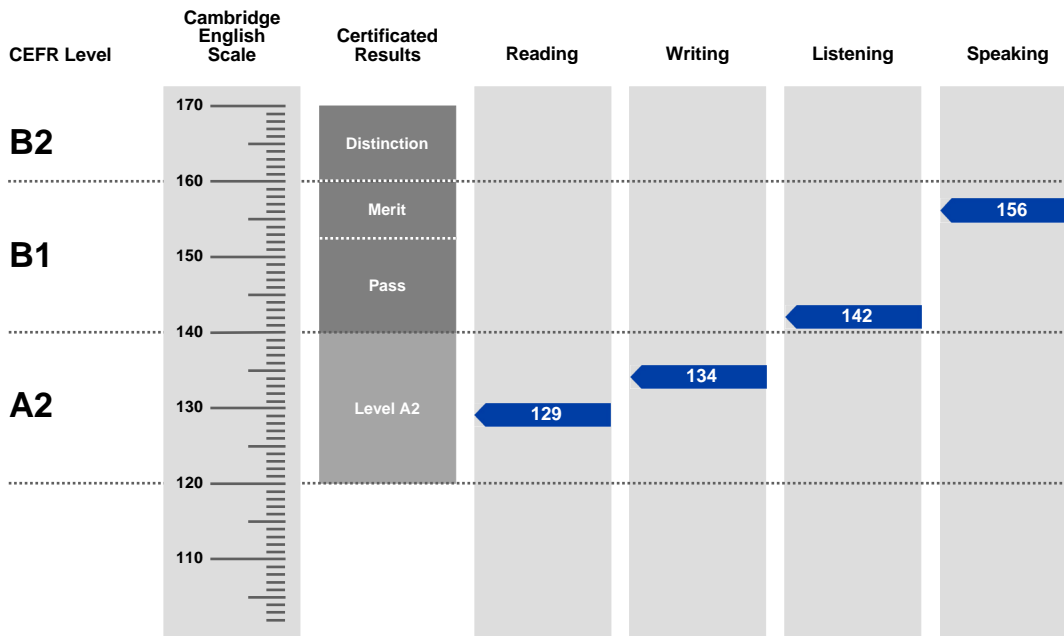 CEFR Level
Cambridge
English
Scale
Certificated
Results
Reading
Writing
Listening
Speaking
170
B2
Distinction
160
Merit
156
B1
150
Pass
142
140
134
A2
130
Level A2
129
120
110